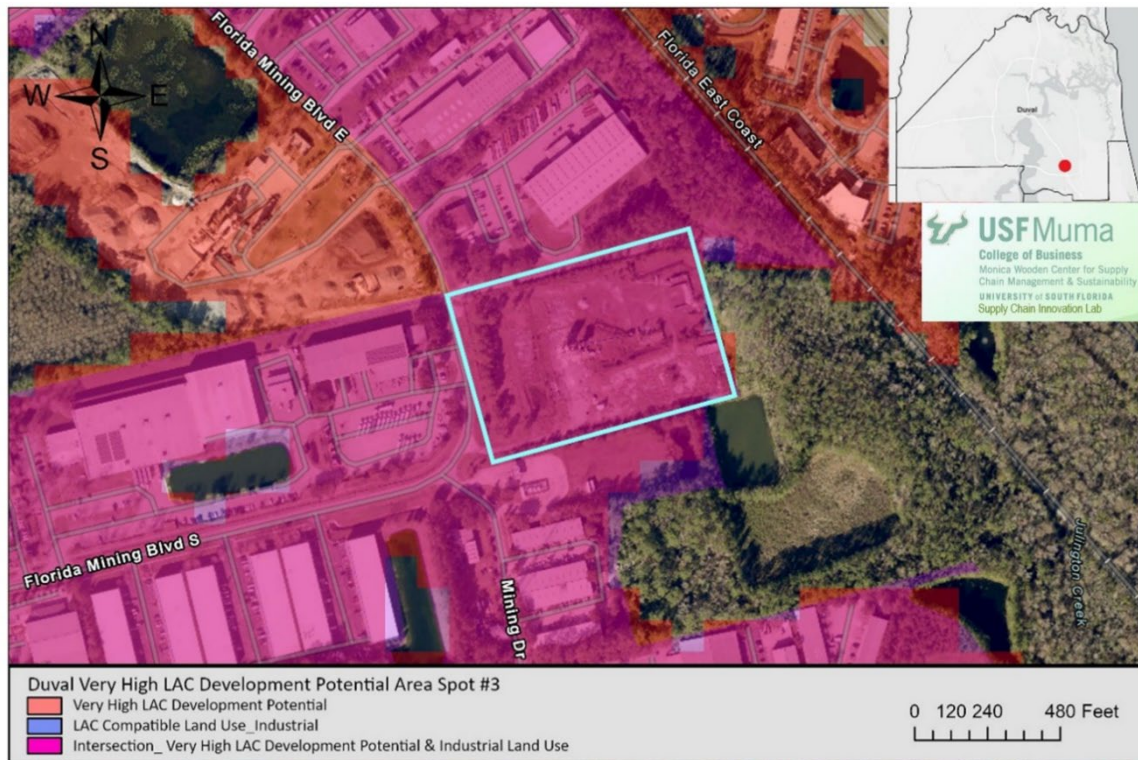 Florida Mining Blvd E
Florida East Coast
N
W
E
S
Duval
USF Muma
College of Business
Monica Wooden Center for Supply
Chain Management & Sustainability
UNIVERSITY of SOUTH FLORIDA
Supply Chain Innovation Lab
Florida Mining Blvd S
Mining Dr
Julington Creek
Duval Very High LAC Development Potential Area Spot #3
Very High LAC Development Potential
LAC Compatible Land Use_Industrial
Intersection_ Very High LAC Development Potential & Industrial Land Use
0 120 240 480 Feet